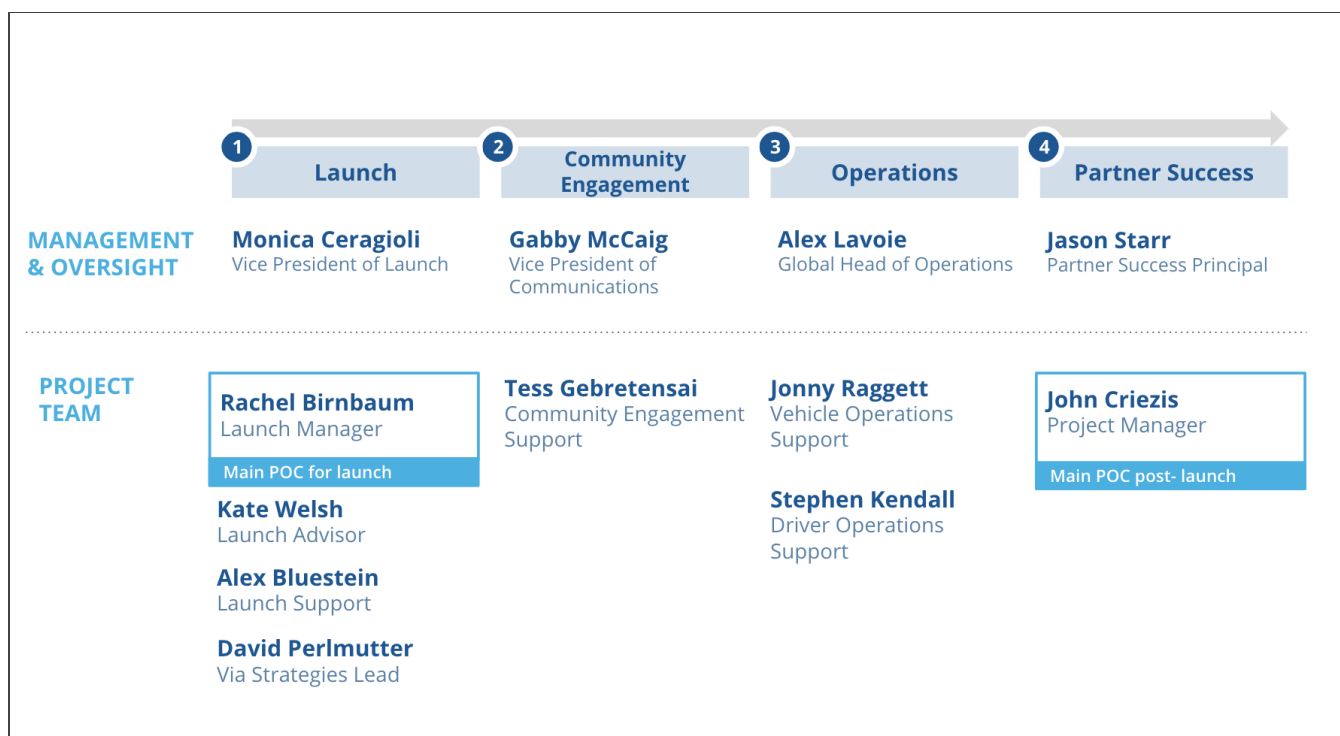 1
Launch
2
Community
Engagement
3
Operations
4
Partner Success
MANAGEMENT
& OVERSIGHT
Monica Ceragioli
Vice President of Launch
Gabby McCaig
Vice President of
Communications
Alex Lavoie
Global Head of Operations
Jason Starr
Partner Success Principal
PROJECT
TEAM
Rachel Birnbaum
Launch Manager
Main POC for launch
Kate Welsh
Launch Advisor
Alex Bluestein
Launch Support
David Perlmutter
Via Strategies Lead
Tess Gebretensai
Community Engagement
Support
Jonny Raggett
Vehicle Operations
Support
Stephen Kendall
Driver Operations
Support
John Criezis
Project Manager
Main POC post- launch